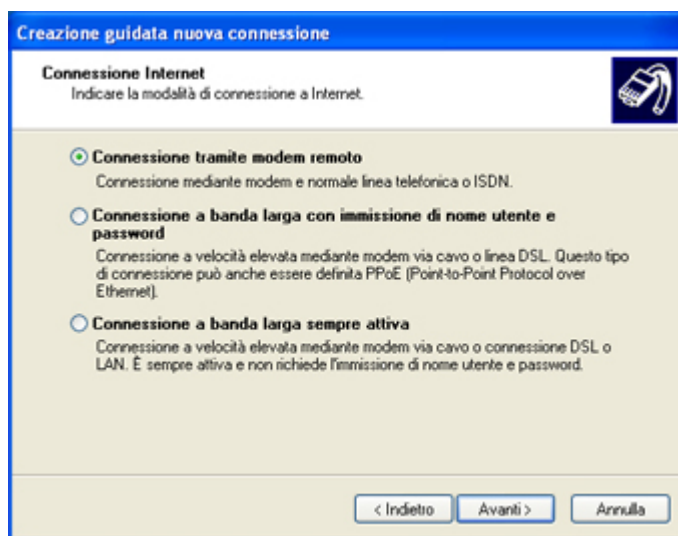 Creazione guidata nuova connessione
Connessione Internet
Indicare la modalità di connessione a Internet.
Connessione tramite modem remoto
Connessione mediante modem e normale linea telefonica o ISDN.
Connessione a banda larga con immissione di nome utente e
password
Connessione a velocità elevata mediante modem via cavo o linea DSL. Questo tipo
di connessione può anche essere definita PPoE (Point-to-Point Protocol over
Ethernet).
Connessione a banda larga sempre attiva
Connessione a velocità elevata mediante modem via cavo o connessione DSL o
LAN. È sempre attiva e non richiede l'immissione di nome utente e password.
< Indietro
Avanti >
Annulla